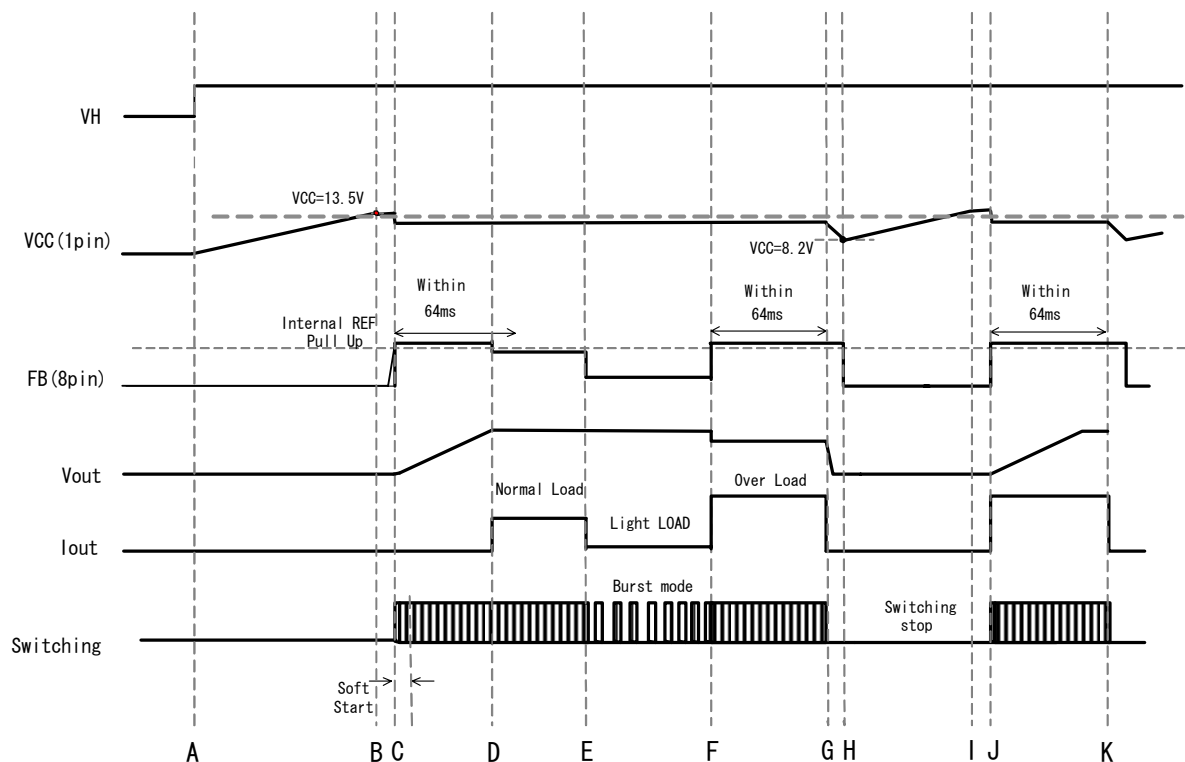 VH
VCC=13.5V
VCC(1pin)
VCC=8.2V
Within
64ms
Within
64ms
Within
64ms
Internal REF
Pull Up
FB(8pin)
Vout
Normal Load
Light LOAD
Over Load
Iout
Burst mode
Switching
stop
Switching
Soft
Start
A B C D E F G H I J K